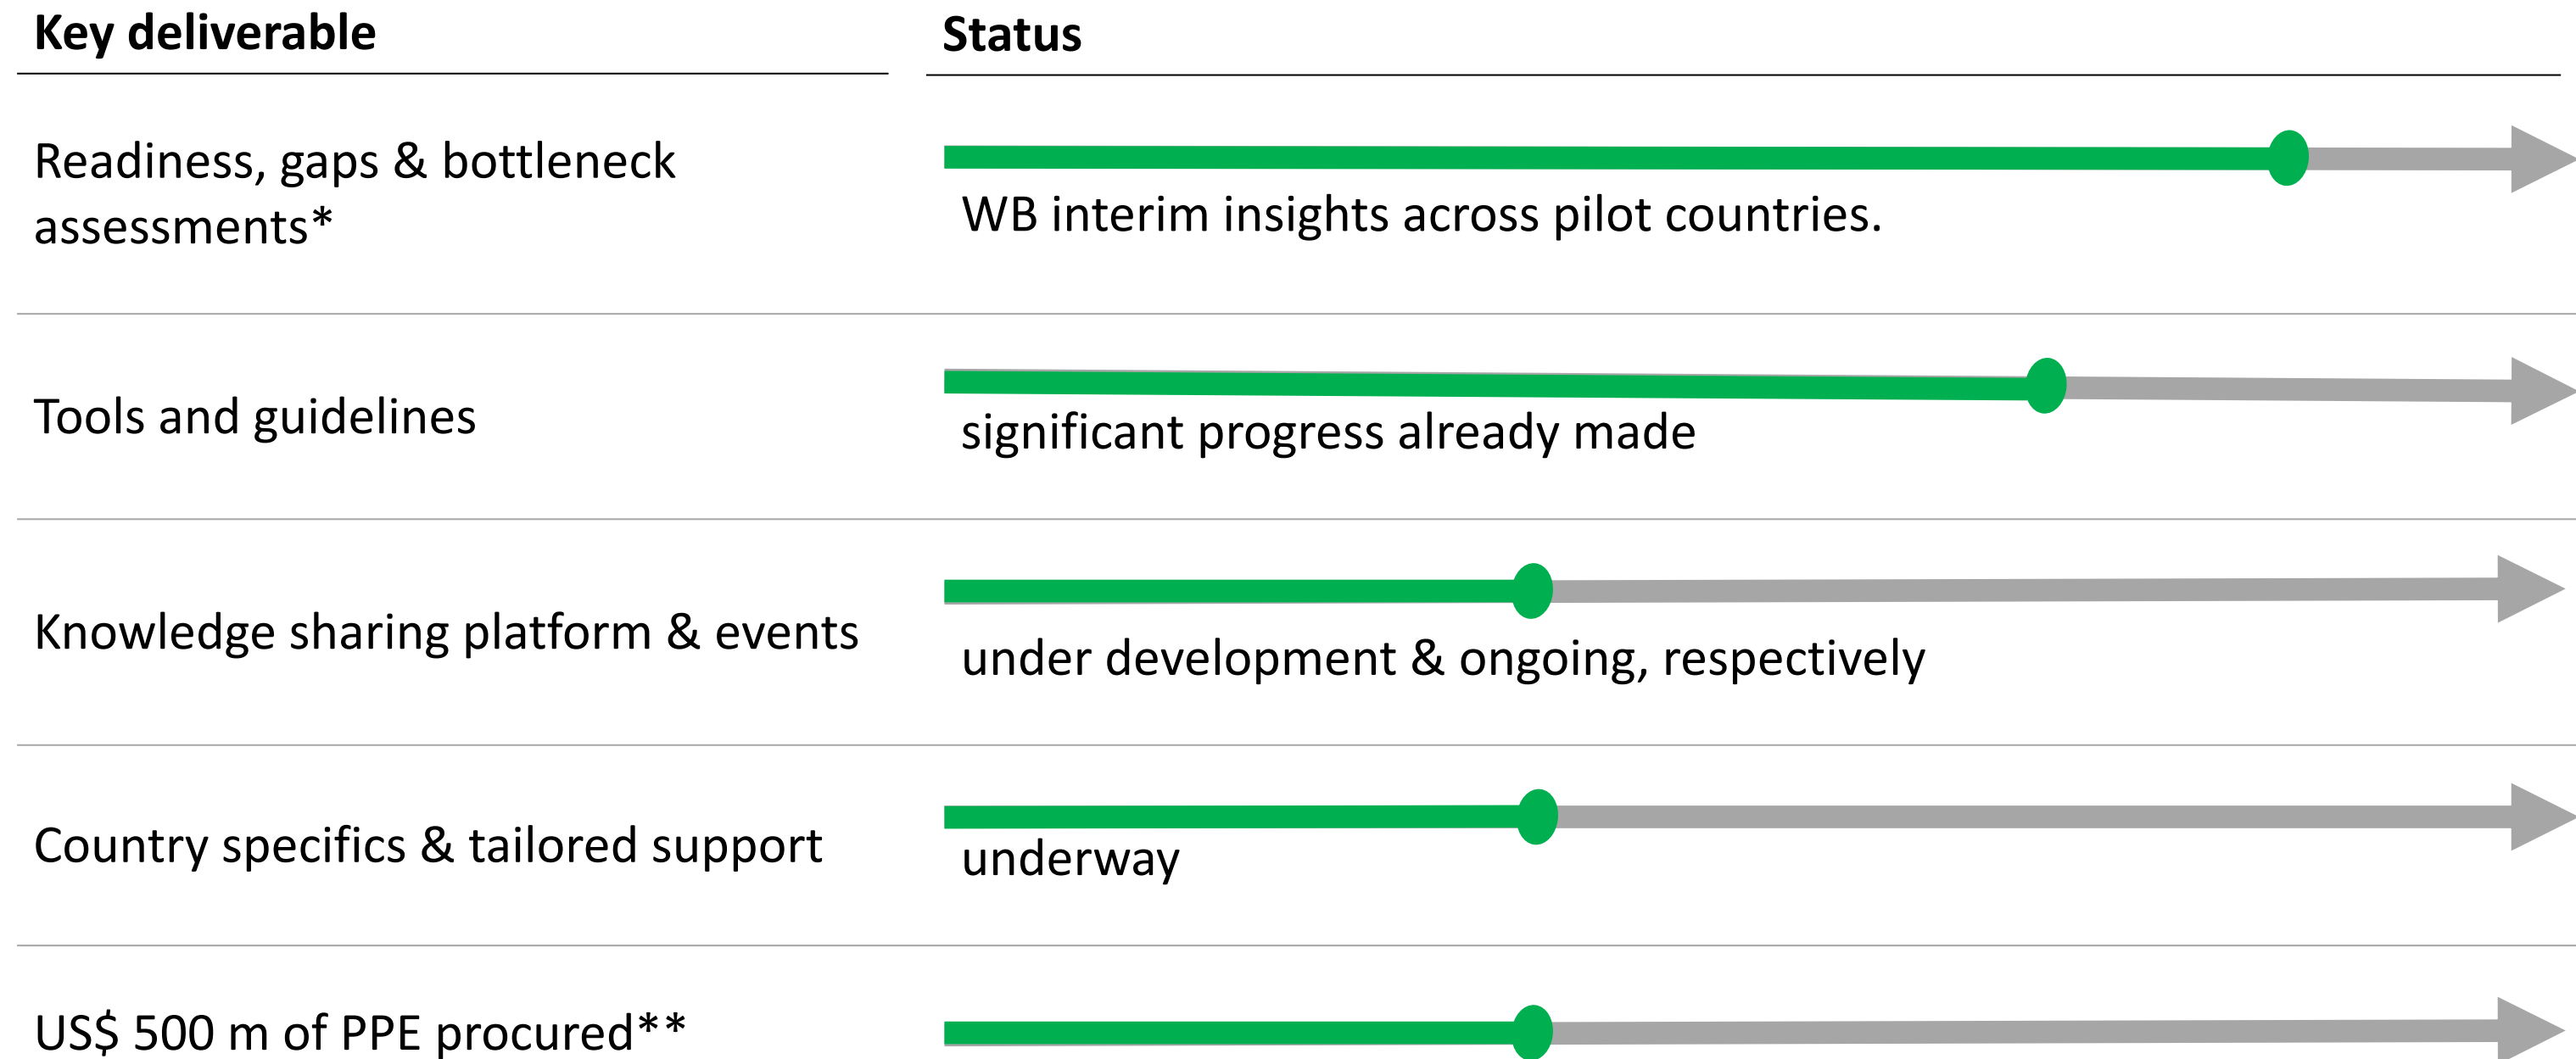 Key deliverable
Status
Readiness, gaps & bottleneck
assessments*
WB interim insights across pilot countries.
Tools and guidelines
significant progress already made
Knowledge sharing platform & events
under development & ongoing, respectively
Country specifics & tailored support
underway
US$ 500 m of PPE procured**